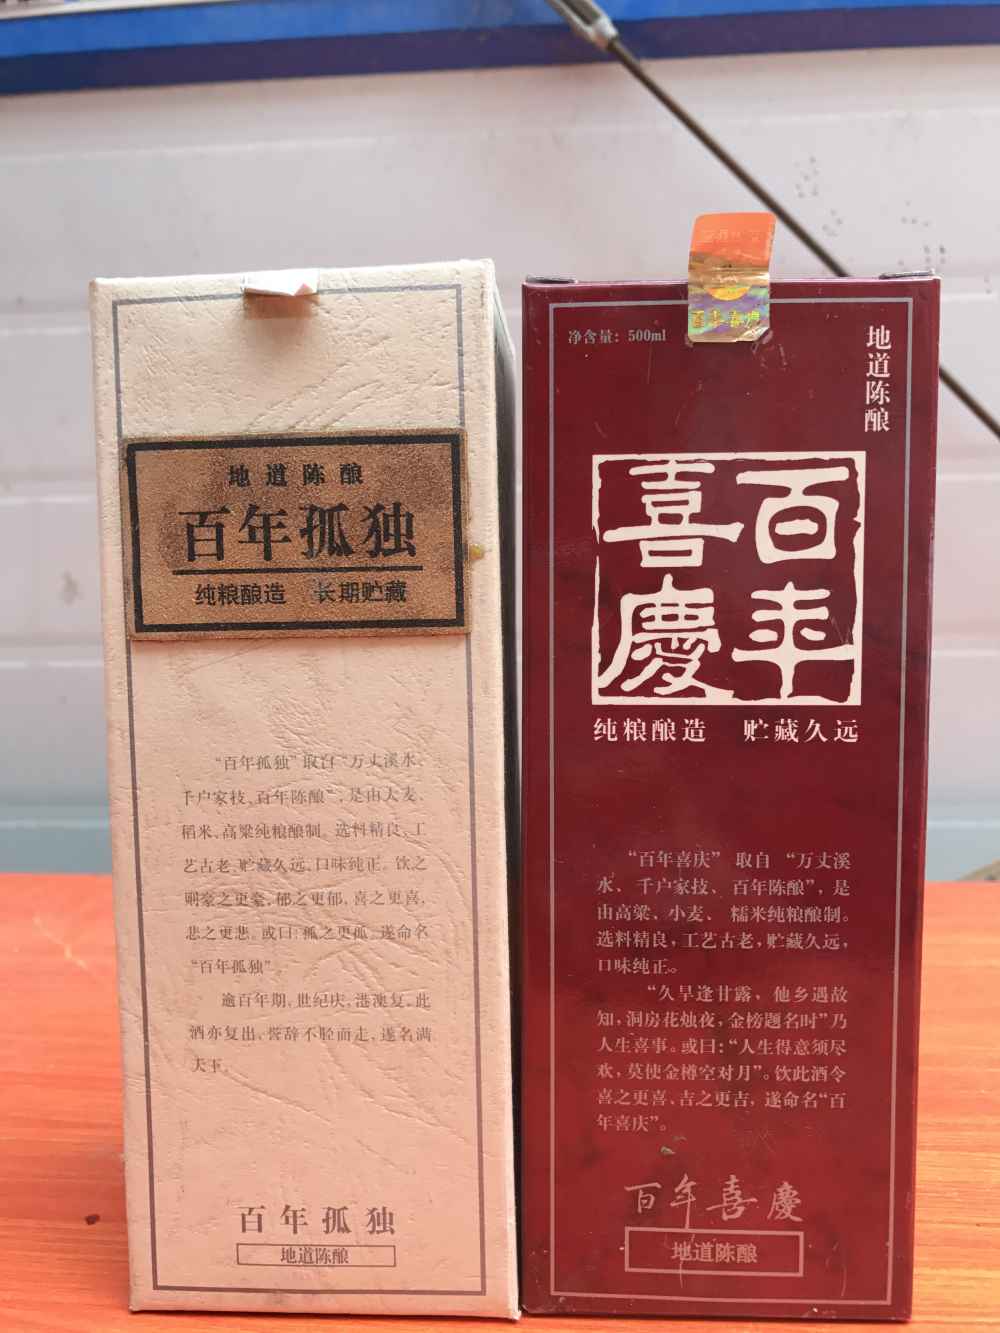 地道陈酿
百年孤独
纯粮酿造 长期贮藏
“百年孤独”取自“万丈溪水、
千户家技、百年陈酿”，是由大麦、
稻米、高粱纯粮酿制。选料精良、工
艺古老、贮藏久远、口味纯正。饮之
则豪之更豪，郁之更郁，喜之更喜，
悲之更悲。或曰：孤之更孤。遂命名
“百年孤独”。
逾百年期，世纪庆，港澳复，此
酒亦复出，誉辞不胫而走，遂名满
天下。
百年孤独
地道陈酿
百年喜慶
净含量：500ml
地道陈酿
百年
喜慶
纯粮酿造 贮藏久远
“百年喜庆” 取自 “万丈溪
水、千户家技、百年陈酿”，是
由高粱、小麦、糯米纯粮酿制。
选料精良，工艺古老，贮藏久远，
口味纯正。
“久旱逢甘露、他乡遇故
知，洞房花烛夜，金榜题名时”乃
人生喜事。或曰：“人生得意须尽
欢，莫使金樽空对月”。饮此酒令
喜之更喜、吉之更吉，遂命名“百
年喜庆”。
百年喜慶
地道陈酿